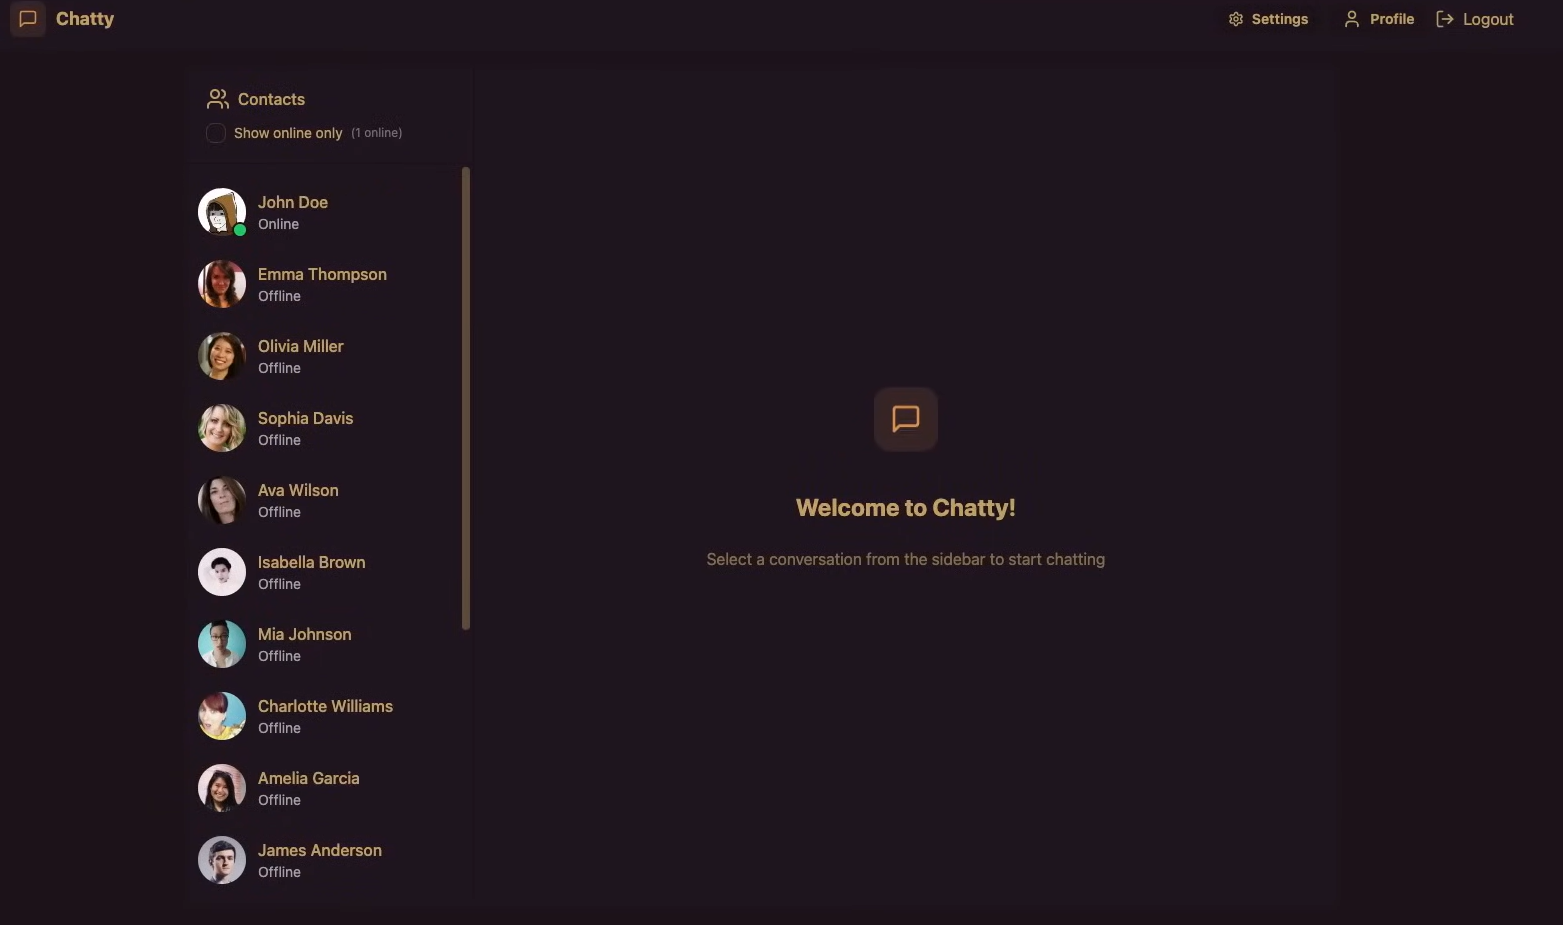 Chatty
Settings
Profile
Logout
Contacts
Show online only (1 online)
John Doe
Online
Emma Thompson
Offline
Olivia Miller
Offline
Sophia Davis
Offline
Ava Wilson
Offline
Isabella Brown
Offline
Mia Johnson
Offline
Charlotte Williams
Offline
Amelia Garcia
Offline
James Anderson
Offline
Welcome to Chatty!
Select a conversation from the sidebar to start chatting